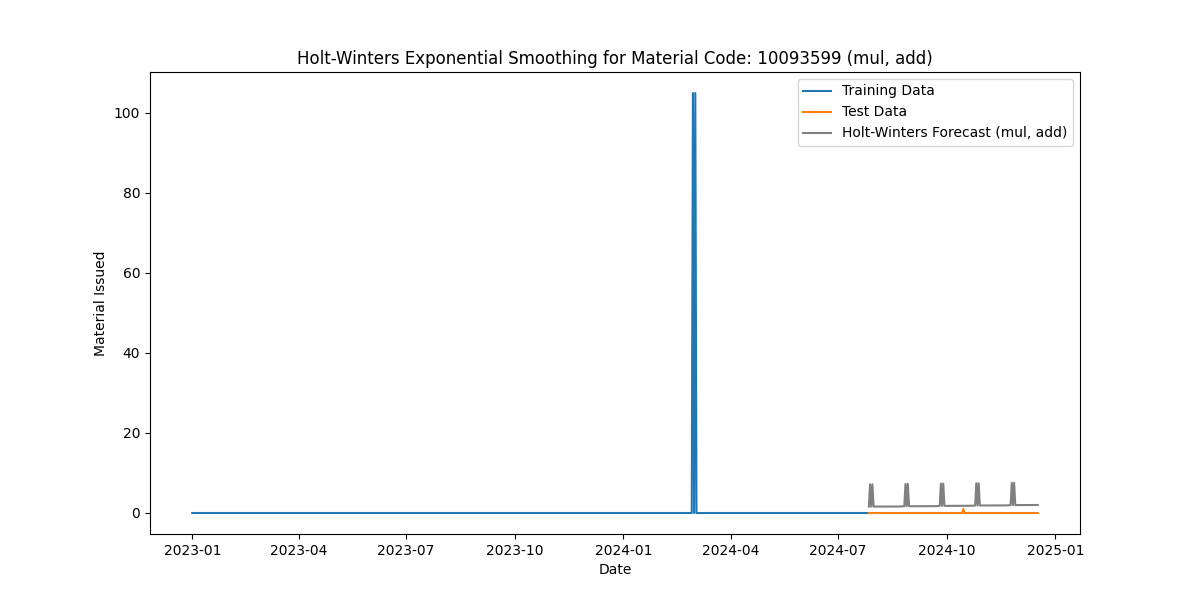 Holt-Winters Exponential Smoothing for Material Code: 10093599 (mul, add)
Training Data
Test Data
Holt-Winters Forecast (mul, add)
Material Issued
100
80
60
40
20
0
2023-01 2023-04 2023-07 2023-10 2024-01 2024-04 2024-07 2024-10 2025-01
Date